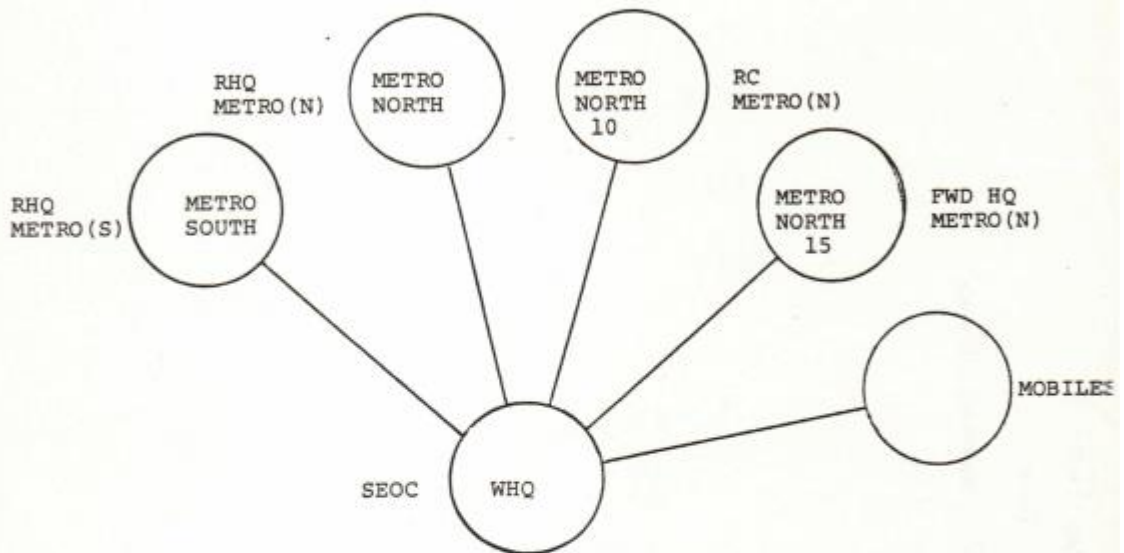 RHQ
METRO(N)
METRO
NORTH
METRO
NORTH
10
RC
METRO(N)
RHQ
METRO(S)
METRO
SOUTH
METRO
NORTH
15
FWD HQ
METRO(N)
MOBILES
SEOC
WHQ